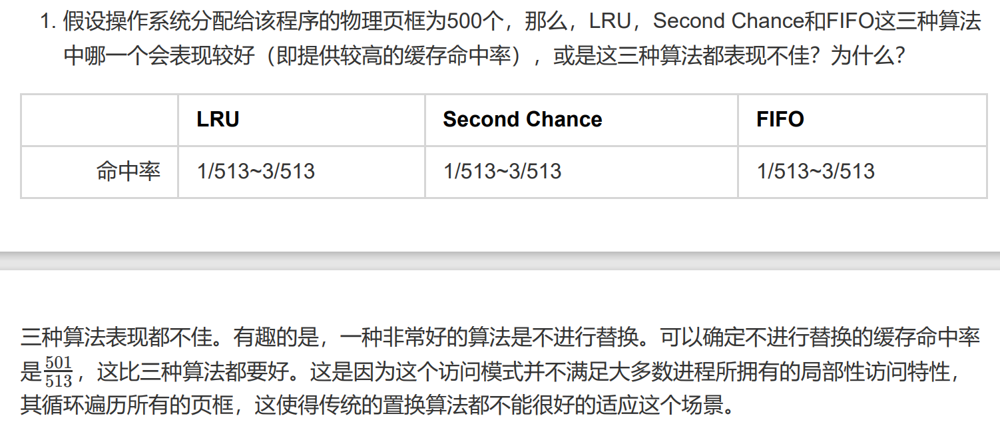 1. 假设操作系统分配给该程序的物理页框为500个，那么，LRU，Second Chance和FIFO这三种算法
中哪一个会表现较好（即提供较高的缓存命中率），或是这三种算法都表现不佳？为什么？
LRU Second Chance FIFO
命中率 1/513~3/513 1/513~3/513 1/513~3/513
三种算法表现都不佳。有趣的是，一种非常好的算法是不进行替换。可以确定不进行替换的缓存命中率
是501/513，这比三种算法都要好。这是因为这个访问模式并不满足大多数进程所拥有的局部性访问特性，
其循环遍历所有的页框，这使得传统的置换算法都不能很好的适应这个场景。